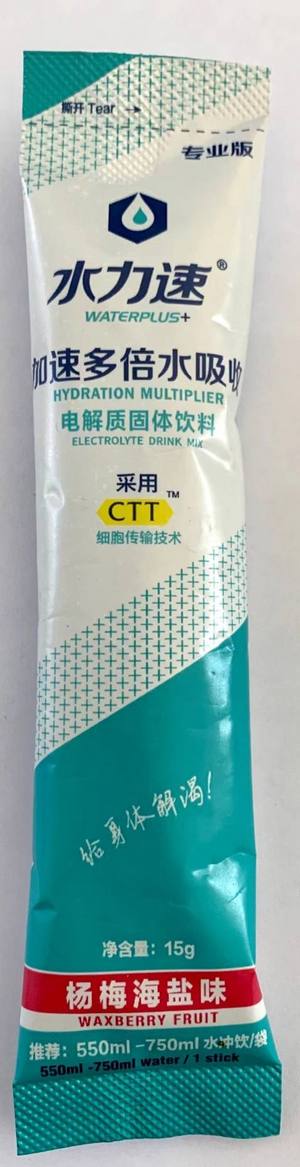 撕开 Tear →
专业版
水力速®
WATERPLUS+
加速多倍水吸收
HYDRATION MULTIPLIER
电解质固体饮料
ELECTROLYTE DRINK MIX
采用
CTT™
细胞传输技术
给身体解渴!
净含量：15g
杨梅海盐味
WAXBERRY FRUIT
推荐：550ml -750ml 水冲饮/袋
550ml -750ml water / 1 stick